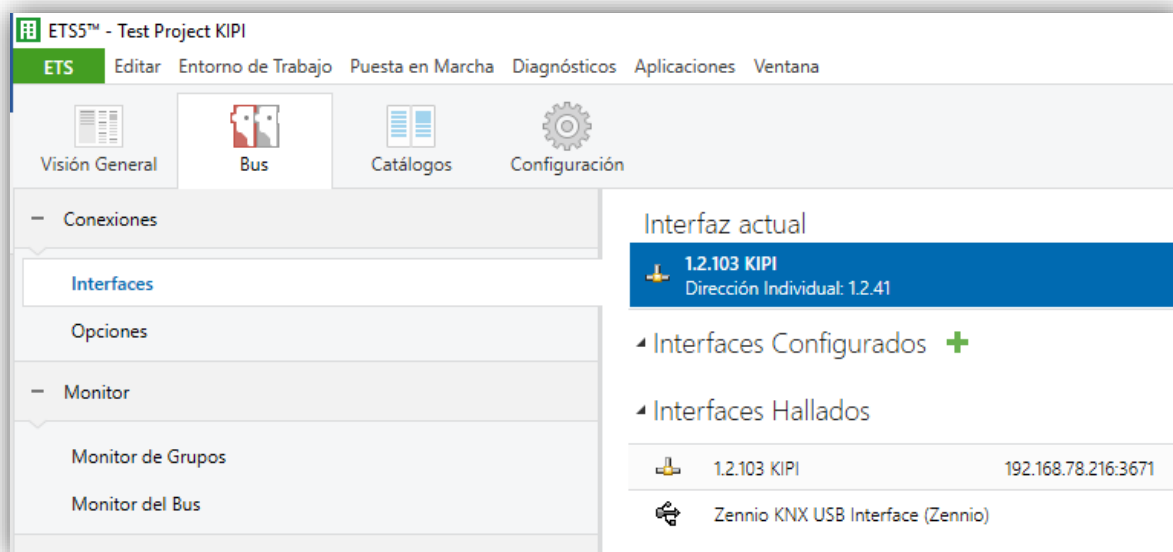 ETS5™ - Test Project KIPI
ETS Editar Entorno de Trabajo Puesta en Marcha Diagnósticos Aplicaciones Ventana
Visión General Bus Catálogos Configuración
Conexiones
Interfaces
Opciones
Monitor
Monitor de Grupos
Monitor del Bus
Interfaz actual
1.2.103 KIPI
Dirección Individual: 1.2.41
Interfaces Configurados
Interfaces Hallados
1.2.103 KIPI 192.168.78.216:3671
Zennio KNX USB Interface (Zennio)